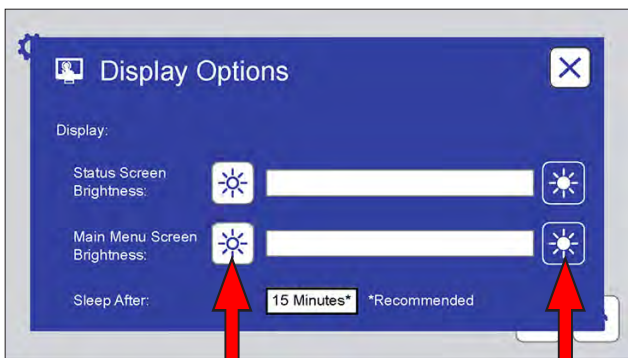 Display Options
Display:
Status Screen
Brightness:
Main Menu Screen
Brightness:
Sleep After:
15 Minutes*
*Recommended